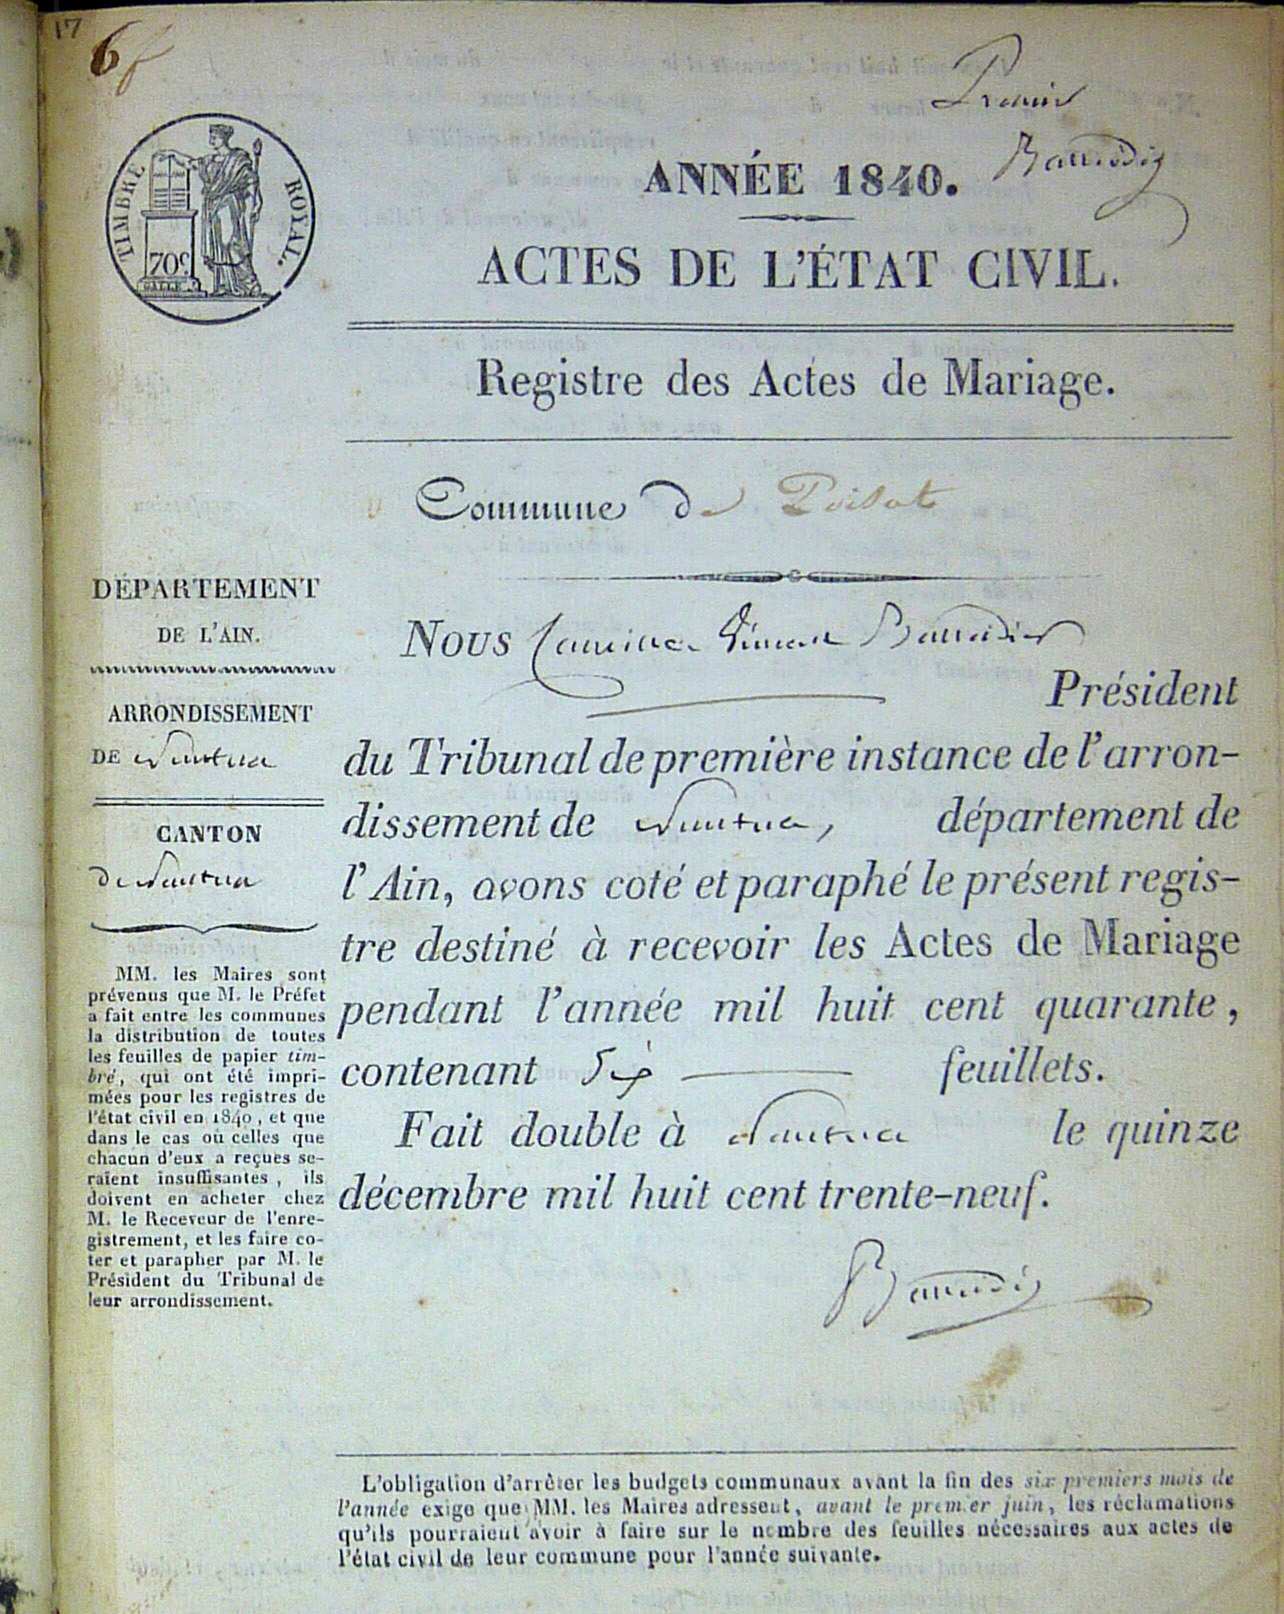 17
6f
Premier
TIMBRE ROYAL.
70c.
ANNÉE 1840.
ACTES DE L'ÉTAT CIVIL.
Registre des Actes de Mariage.
Commune de Poisat
DÉPARTEMENT
DE L'AIN.
ARRONDISSEMENT
DE Nantua
CANTON
de Nantua
MM. les Maires sont
prévenus que M. le Préfet
a fait entre les communes
la distribution de toutes
les feuilles de papier tim-
bré, qui ont été impri-
mées pour les registres de
l'état civil en 1840, et que
dans le cas où celles que
chacun d'eux a reçues se-
raient insuffisantes, ils
doivent en acheter chez
M. le Receveur de l'enre-
gistrement, et les faire co-
ter et parapher par M. le
Président du Tribunal de
leur arrondissement.
NOUS
Président
du Tribunal de première instance de l'arron-
dissement de Nantua, département de
l'Ain, avons coté et paraphé le présent regis-
tre destiné à recevoir les Actes de Mariage
pendant l'année mil huit cent quarante,
contenant Six feuillets.
Fait double à Nantua le quinze
décembre mil huit cent trente-neuf.
L'obligation d'arrêter les budgets communaux avant la fin des six premiers mois de
l'année exige que MM. les Maires adressent, avant le premier juin, les réclamations
qu'ils pourraient avoir à faire sur le nombre des feuilles nécessaires aux actes de
l'état civil de leur commune pour l'année suivante.